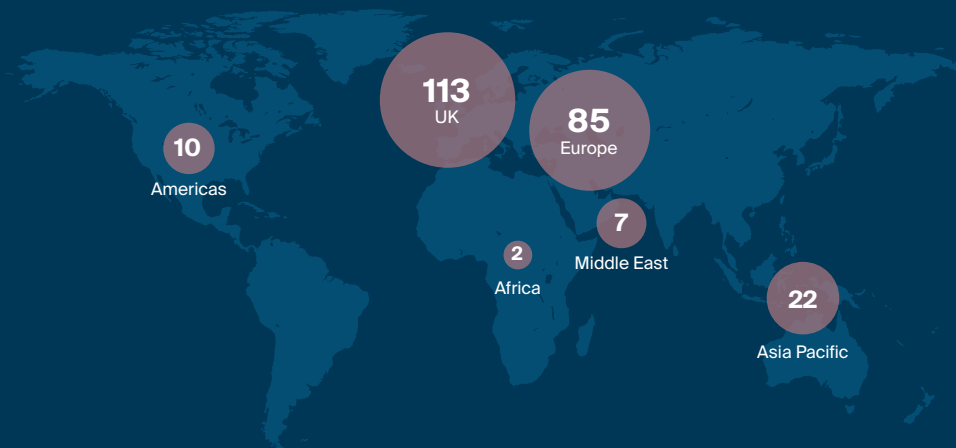 113
UK
85
Europe
10
Americas
7
Middle East
2
Africa
22
Asia Pacific